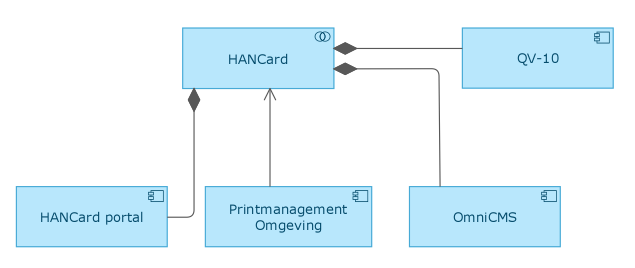 HANCard
QV-10
HANCard portal
Printmanagement
Omgeving
OmniCMS